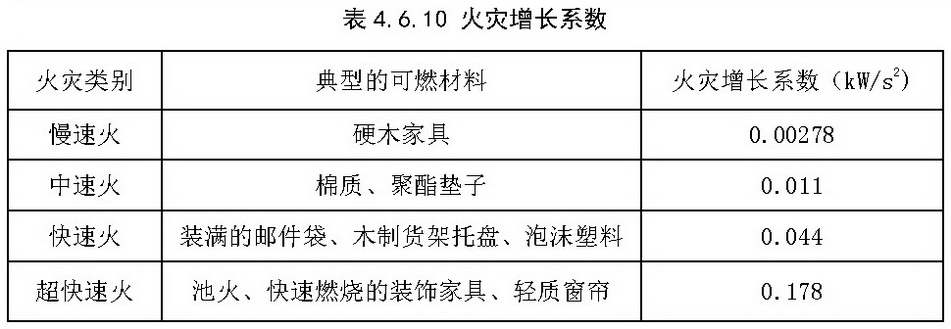 表4.6.10 火灾增长系数
火灾类别 典型的可燃材料 火灾增长系数（kW/s²）
慢速火 硬木家具 0.00278
中速火 棉质、聚酯垫子 0.011
快速火 装满的邮件袋、木制货架托盘、泡沫塑料 0.044
超快速火 池火、快速燃烧的装饰家具、轻质窗帘 0.178